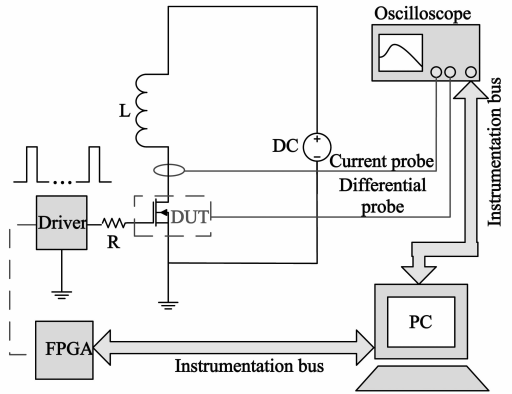 Oscilloscope
L
DC
+
−
Current probe
Differential
probe
Instrumentation bus
...
Driver
R
DUT
PC
FPGA
Instrumentation bus